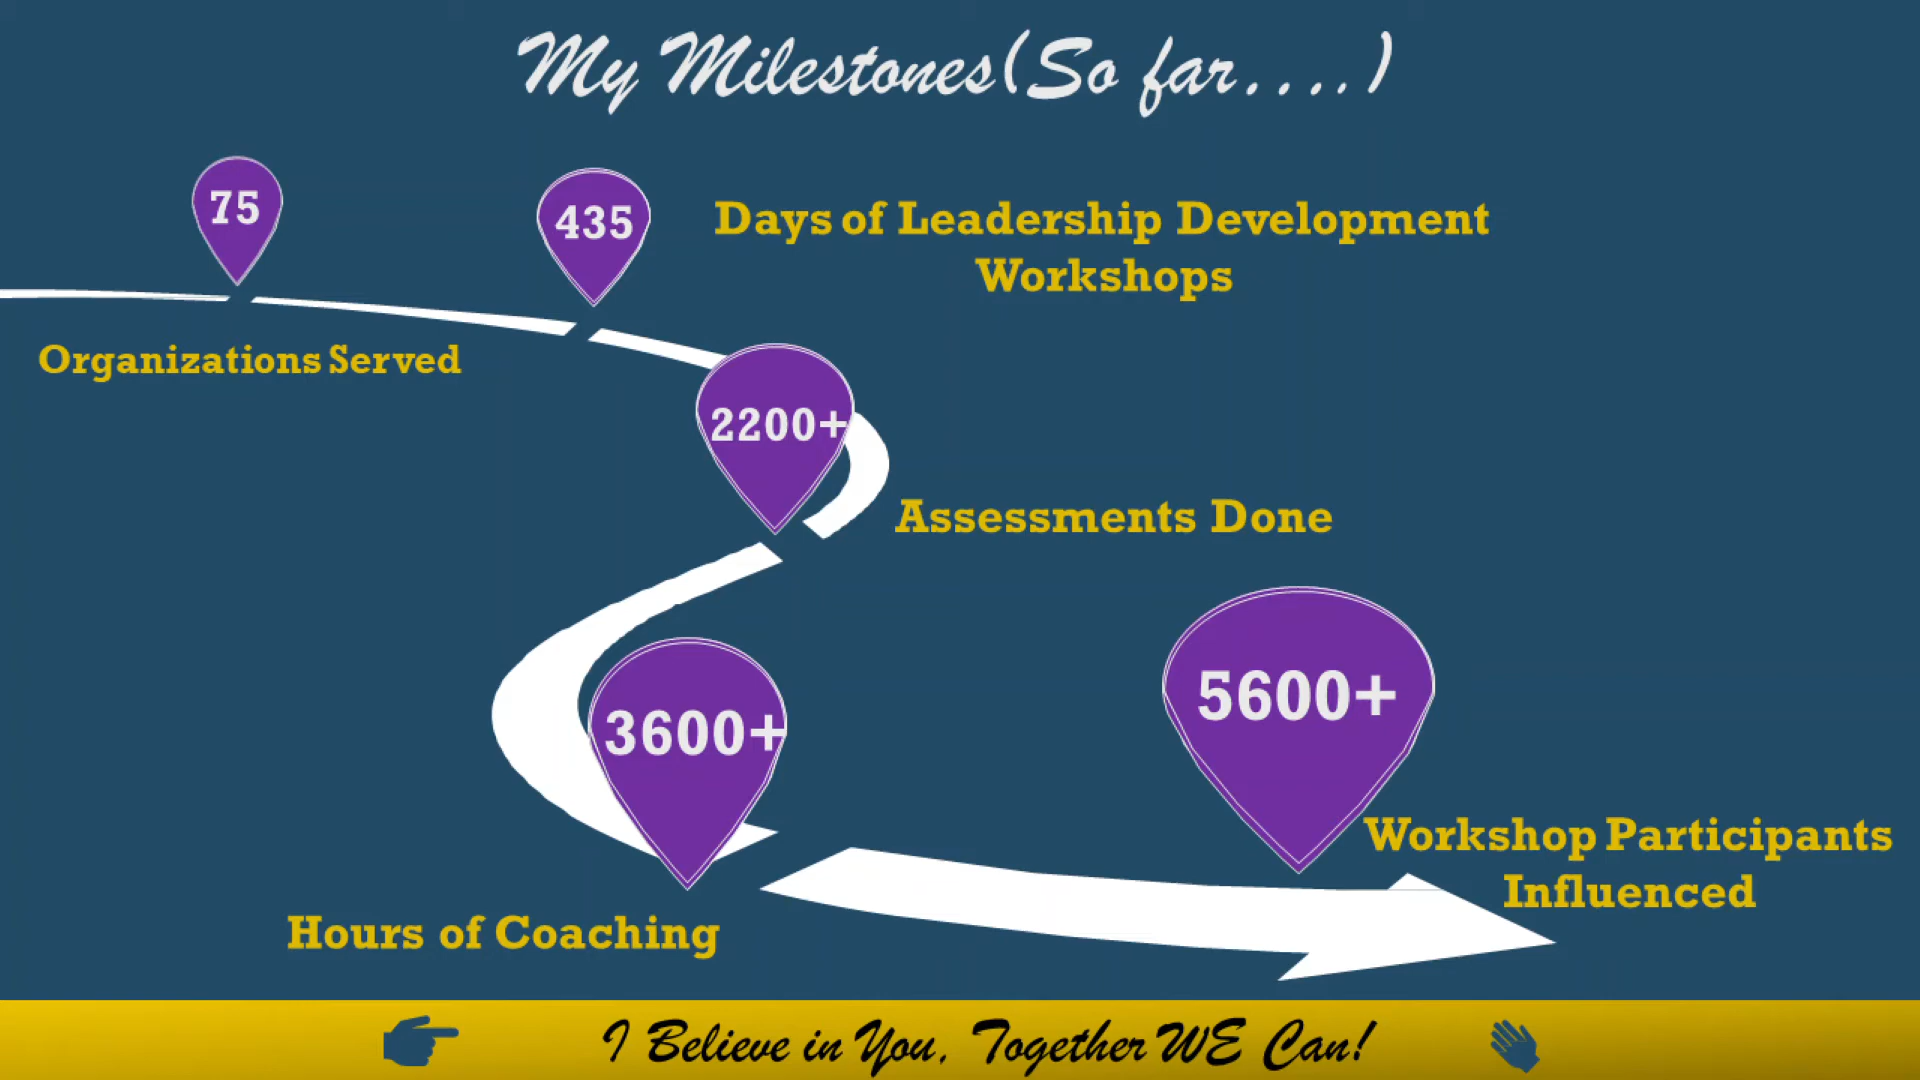 My Milestones(So far....)
75
435
Days of Leadership Development
Workshops
Organizations Served
2200+
Assessments Done
5600+
3600+
Workshop Participants
Influenced
Hours of Coaching
I Believe in You, Together WE Can!